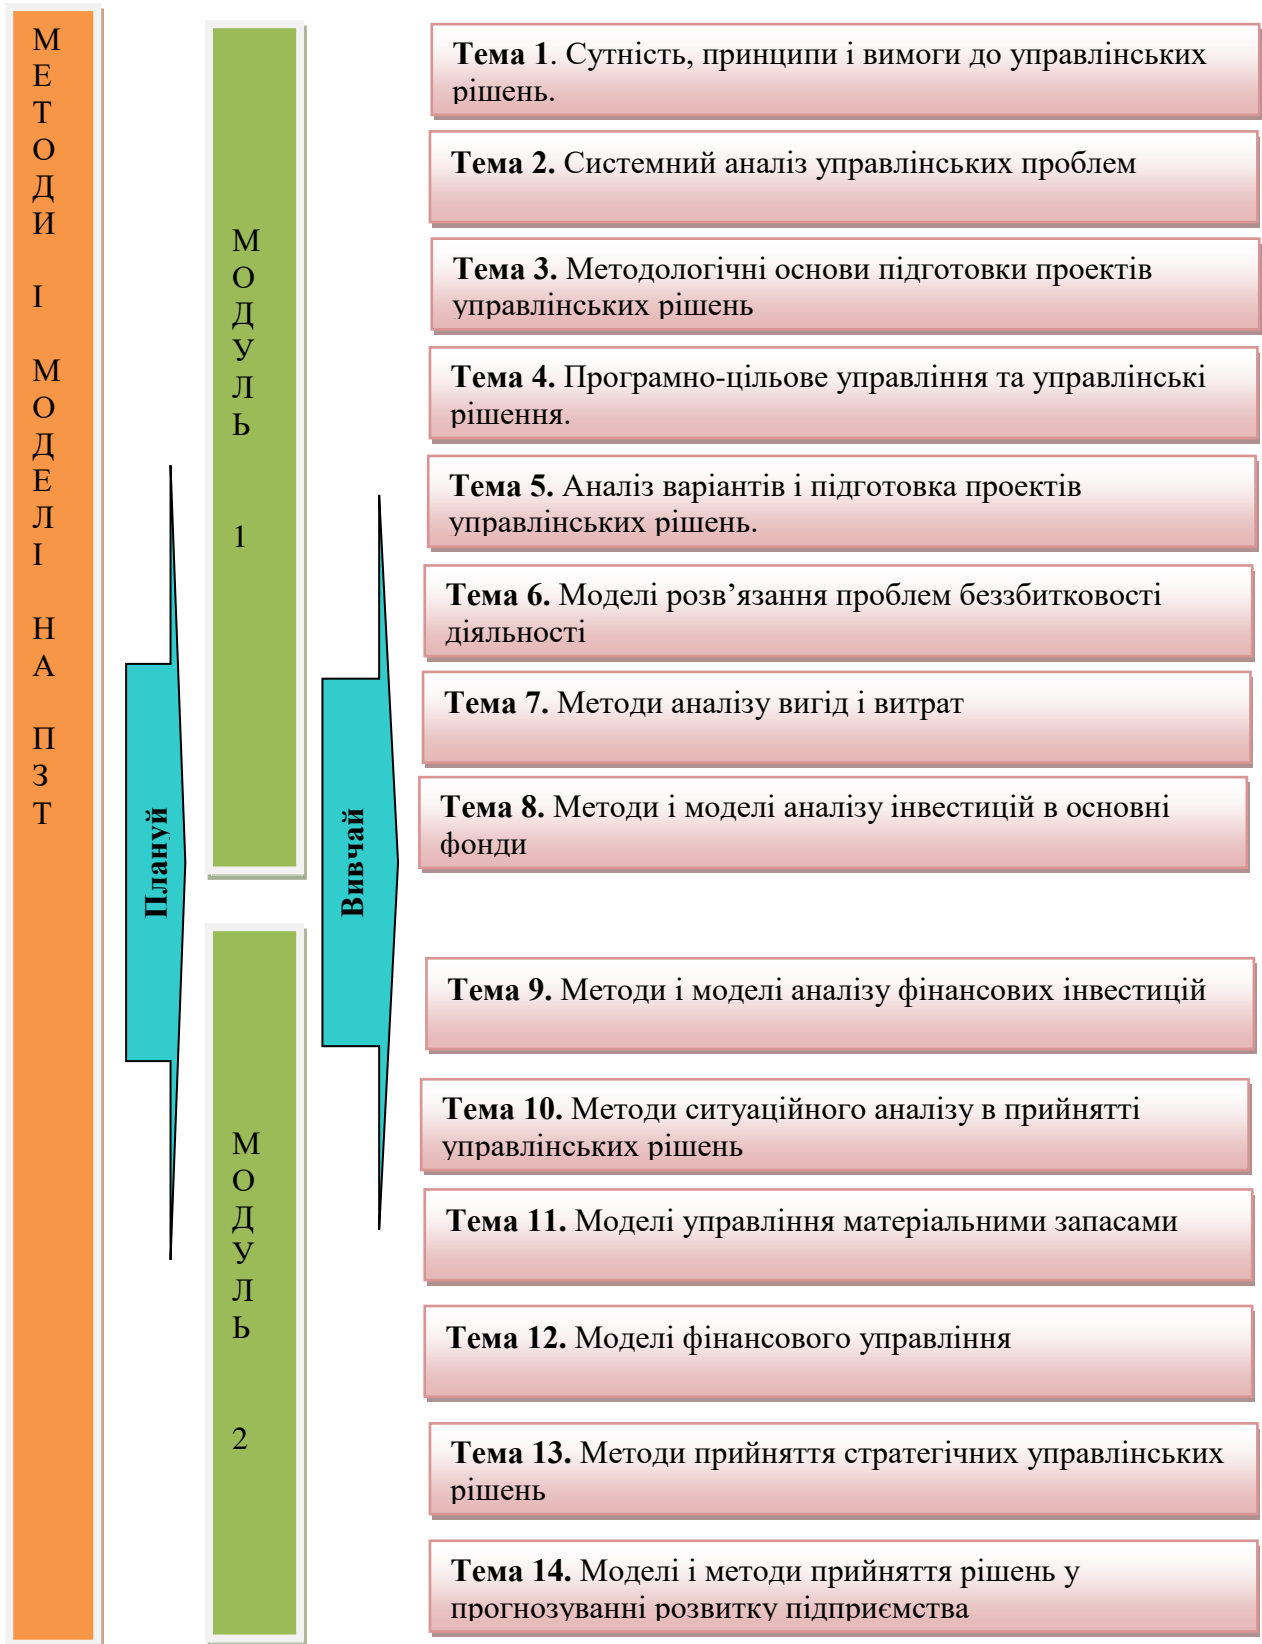 МЕТОДИ І МОДЕЛІ НА ПЗТ
Плануй
МОДУЛЬ 1
МОДУЛЬ 2
Вивчай
Тема 1. Сутність, принципи і вимоги до управлінських
рішень.
Тема 2. Системний аналіз управлінських проблем
Тема 3. Методологічні основи підготовки проектів
управлінських рішень
Тема 4. Програмно-цільове управління та управлінські
рішення.
Тема 5. Аналіз варіантів і підготовка проектів
управлінських рішень.
Тема 6. Моделі розв’язання проблем беззбитковості
діяльності
Тема 7. Методи аналізу вигід і витрат
Тема 8. Методи і моделі аналізу інвестицій в основні
фонди
Тема 9. Методи і моделі аналізу фінансових інвестицій
Тема 10. Методи ситуаційного аналізу в прийнятті
управлінських рішень
Тема 11. Моделі управління матеріальними запасами
Тема 12. Моделі фінансового управління
Тема 13. Методи прийняття стратегічних управлінських
рішень
Тема 14. Моделі і методи прийняття рішень у
прогнозуванні розвитку підприємства